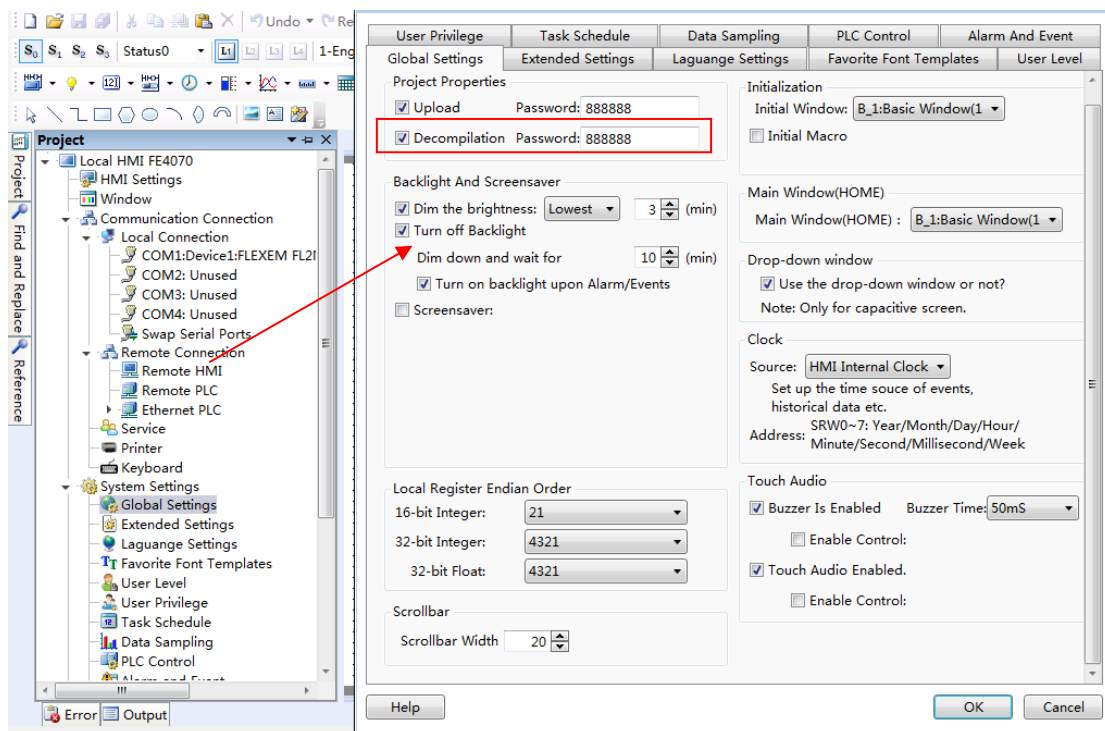 Undo
Re
S0 S1 S2 S3 Status0
L1 L2 L3 L4 1-Eng
Project
Find and Replace
Reference
Project
Local HMI FE4070
HMI Settings
Window
Communication Connection
Local Connection
COM1:Device1:FLEXEM FL2
COM2: Unused
COM3: Unused
COM4: Unused
Swap Serial Ports
Remote Connection
Remote HMI
Remote PLC
Ethernet PLC
Service
Printer
Keyboard
System Settings
Global Settings
Extended Settings
Laguange Settings
Favorite Font Templates
User Level
User Privilege
Task Schedule
Data Sampling
PLC Control
Alarm and Event
Error
Output
User Privilege
Task Schedule
Data Sampling
PLC Control
Alarm And Event
Global Settings
Extended Settings
Laguange Settings
Favorite Font Templates
User Level
Project Properties
Upload Password: 888888
Decompilation Password: 888888
Backlight And Screensaver
Dim the brightness: Lowest 3 (min)
Turn off Backlight
Dim down and wait for 10 (min)
Turn on backlight upon Alarm/Events
Screensaver:
Local Register Endian Order
16-bit Integer: 21
32-bit Integer: 4321
32-bit Float: 4321
Scrollbar
Scrollbar Width 20
Initialization
Initial Window: B_1:Basic Window(1
Initial Macro
Main Window(HOME)
Main Window(HOME) : B_1:Basic Window(1
Drop-down window
Use the drop-down window or not?
Note: Only for capacitive screen.
Clock
Source: HMI Internal Clock
Set up the time souce of events,
historical data etc.
Address: SRW0~7: Year/Month/Day/Hour/
Minute/Second/Millisecond/Week
Touch Audio
Buzzer Is Enabled Buzzer Time: 50mS
Enable Control:
Touch Audio Enabled.
Enable Control:
Help
OK
Cancel